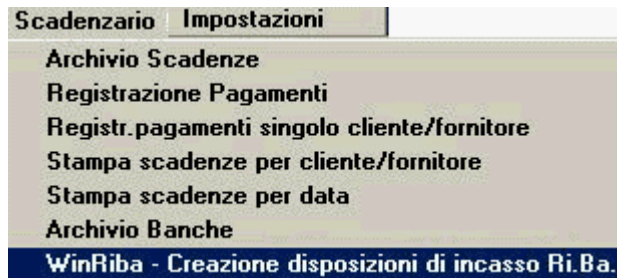 Scadenzario Impostazioni
Archivio Scadenze
Registrazione Pagamenti
Registr.pagamenti singolo cliente/fornitore
Stampa scadenze per cliente/fornitore
Stampa scadenze per data
Archivio Banche
WinRiba - Creazione disposizioni di incasso Ri.Ba.